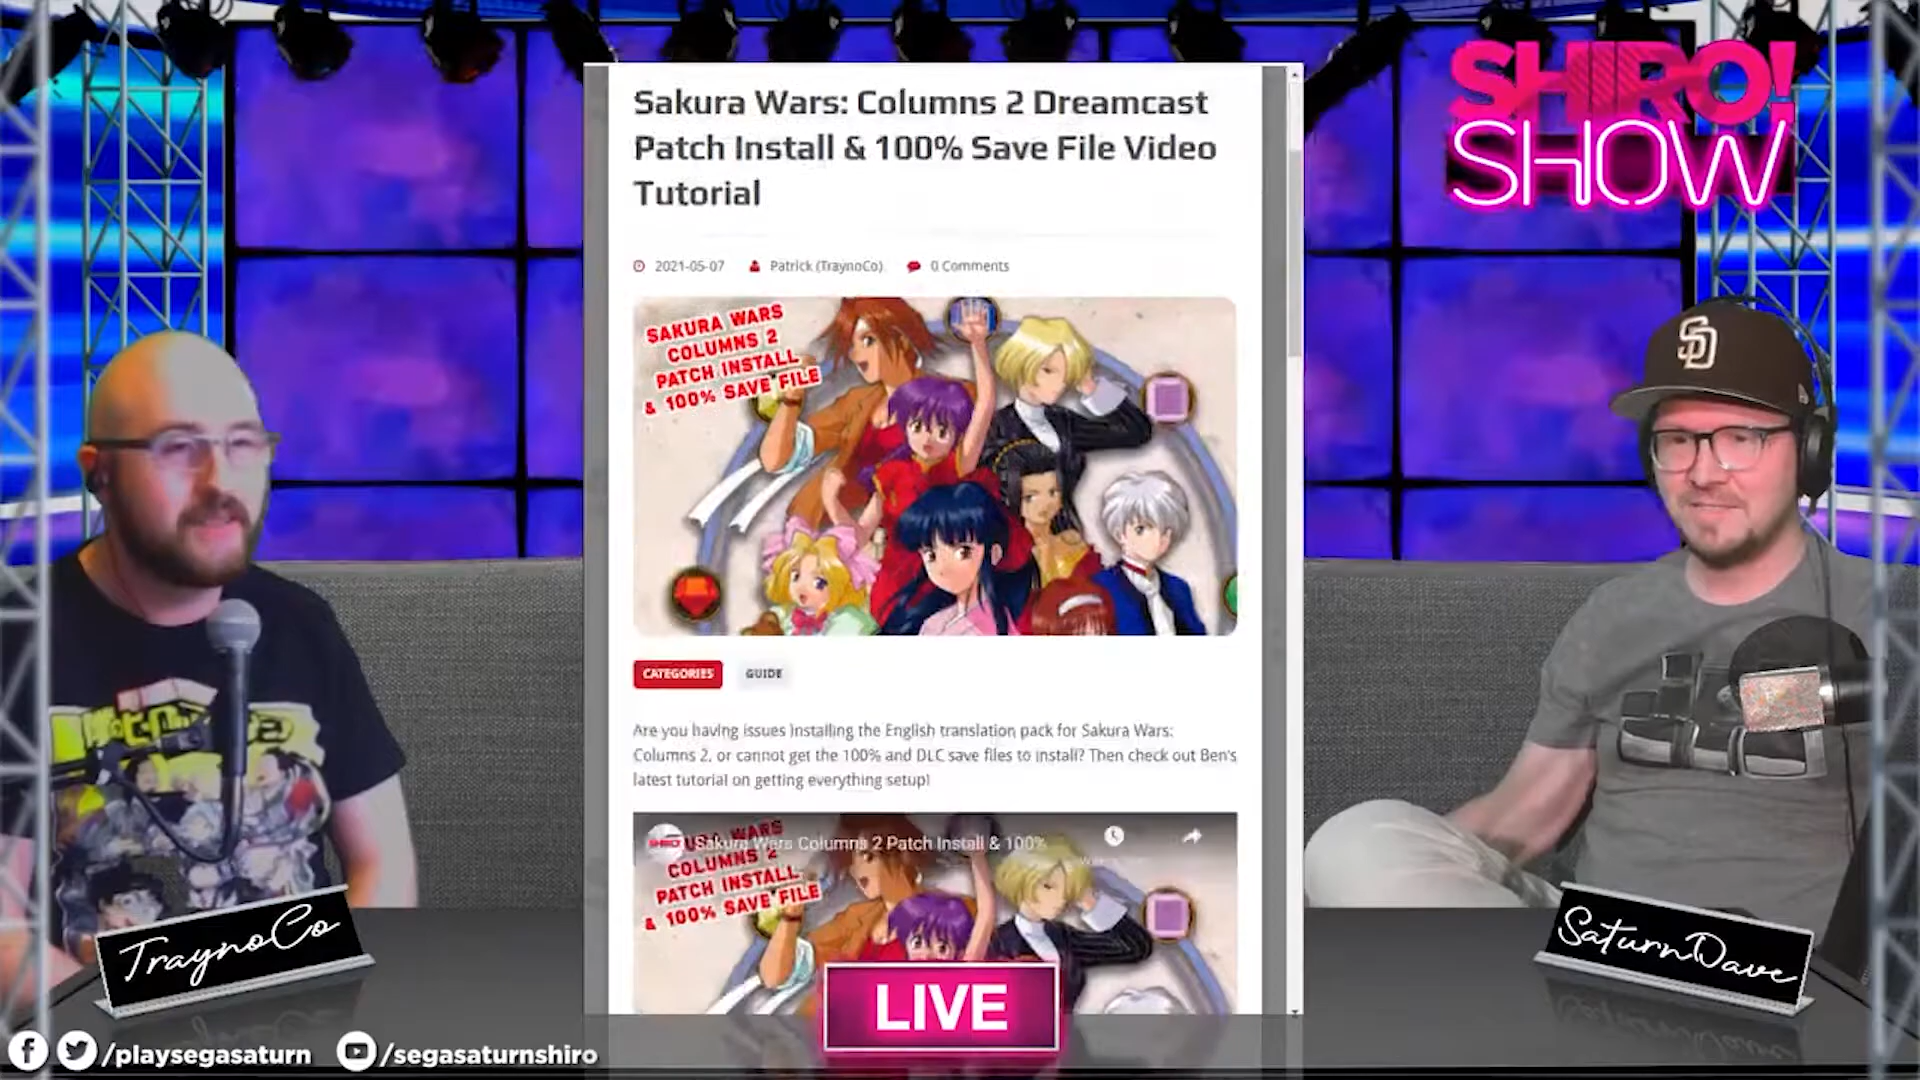 SHIRO!
SHOW
Sakura Wars: Columns 2 Dreamcast
Patch Install & 100% Save File Video
Tutorial
2021-05-07 Patrick (TraynoCo) 0 Comments
SAKURA WARS
COLUMNS 2
PATCH INSTALL
& 100% SAVE FILE
SD
CATEGORIES GUIDE
Are you having issues installing the English translation pack for Sakura Wars:
Columns 2, or cannot get the 100% and DLC save files to install? Then check out Ben's
latest tutorial on getting everything setup!
Sakura Wars Columns 2 Patch Install & 100%
SAKURA WARS
COLUMNS 2
PATCH INSTALL
& 100% SAVE FILE
TraynoCo
SaturnDave
LIVE
/playsegasaturn
/segasaturnshiro